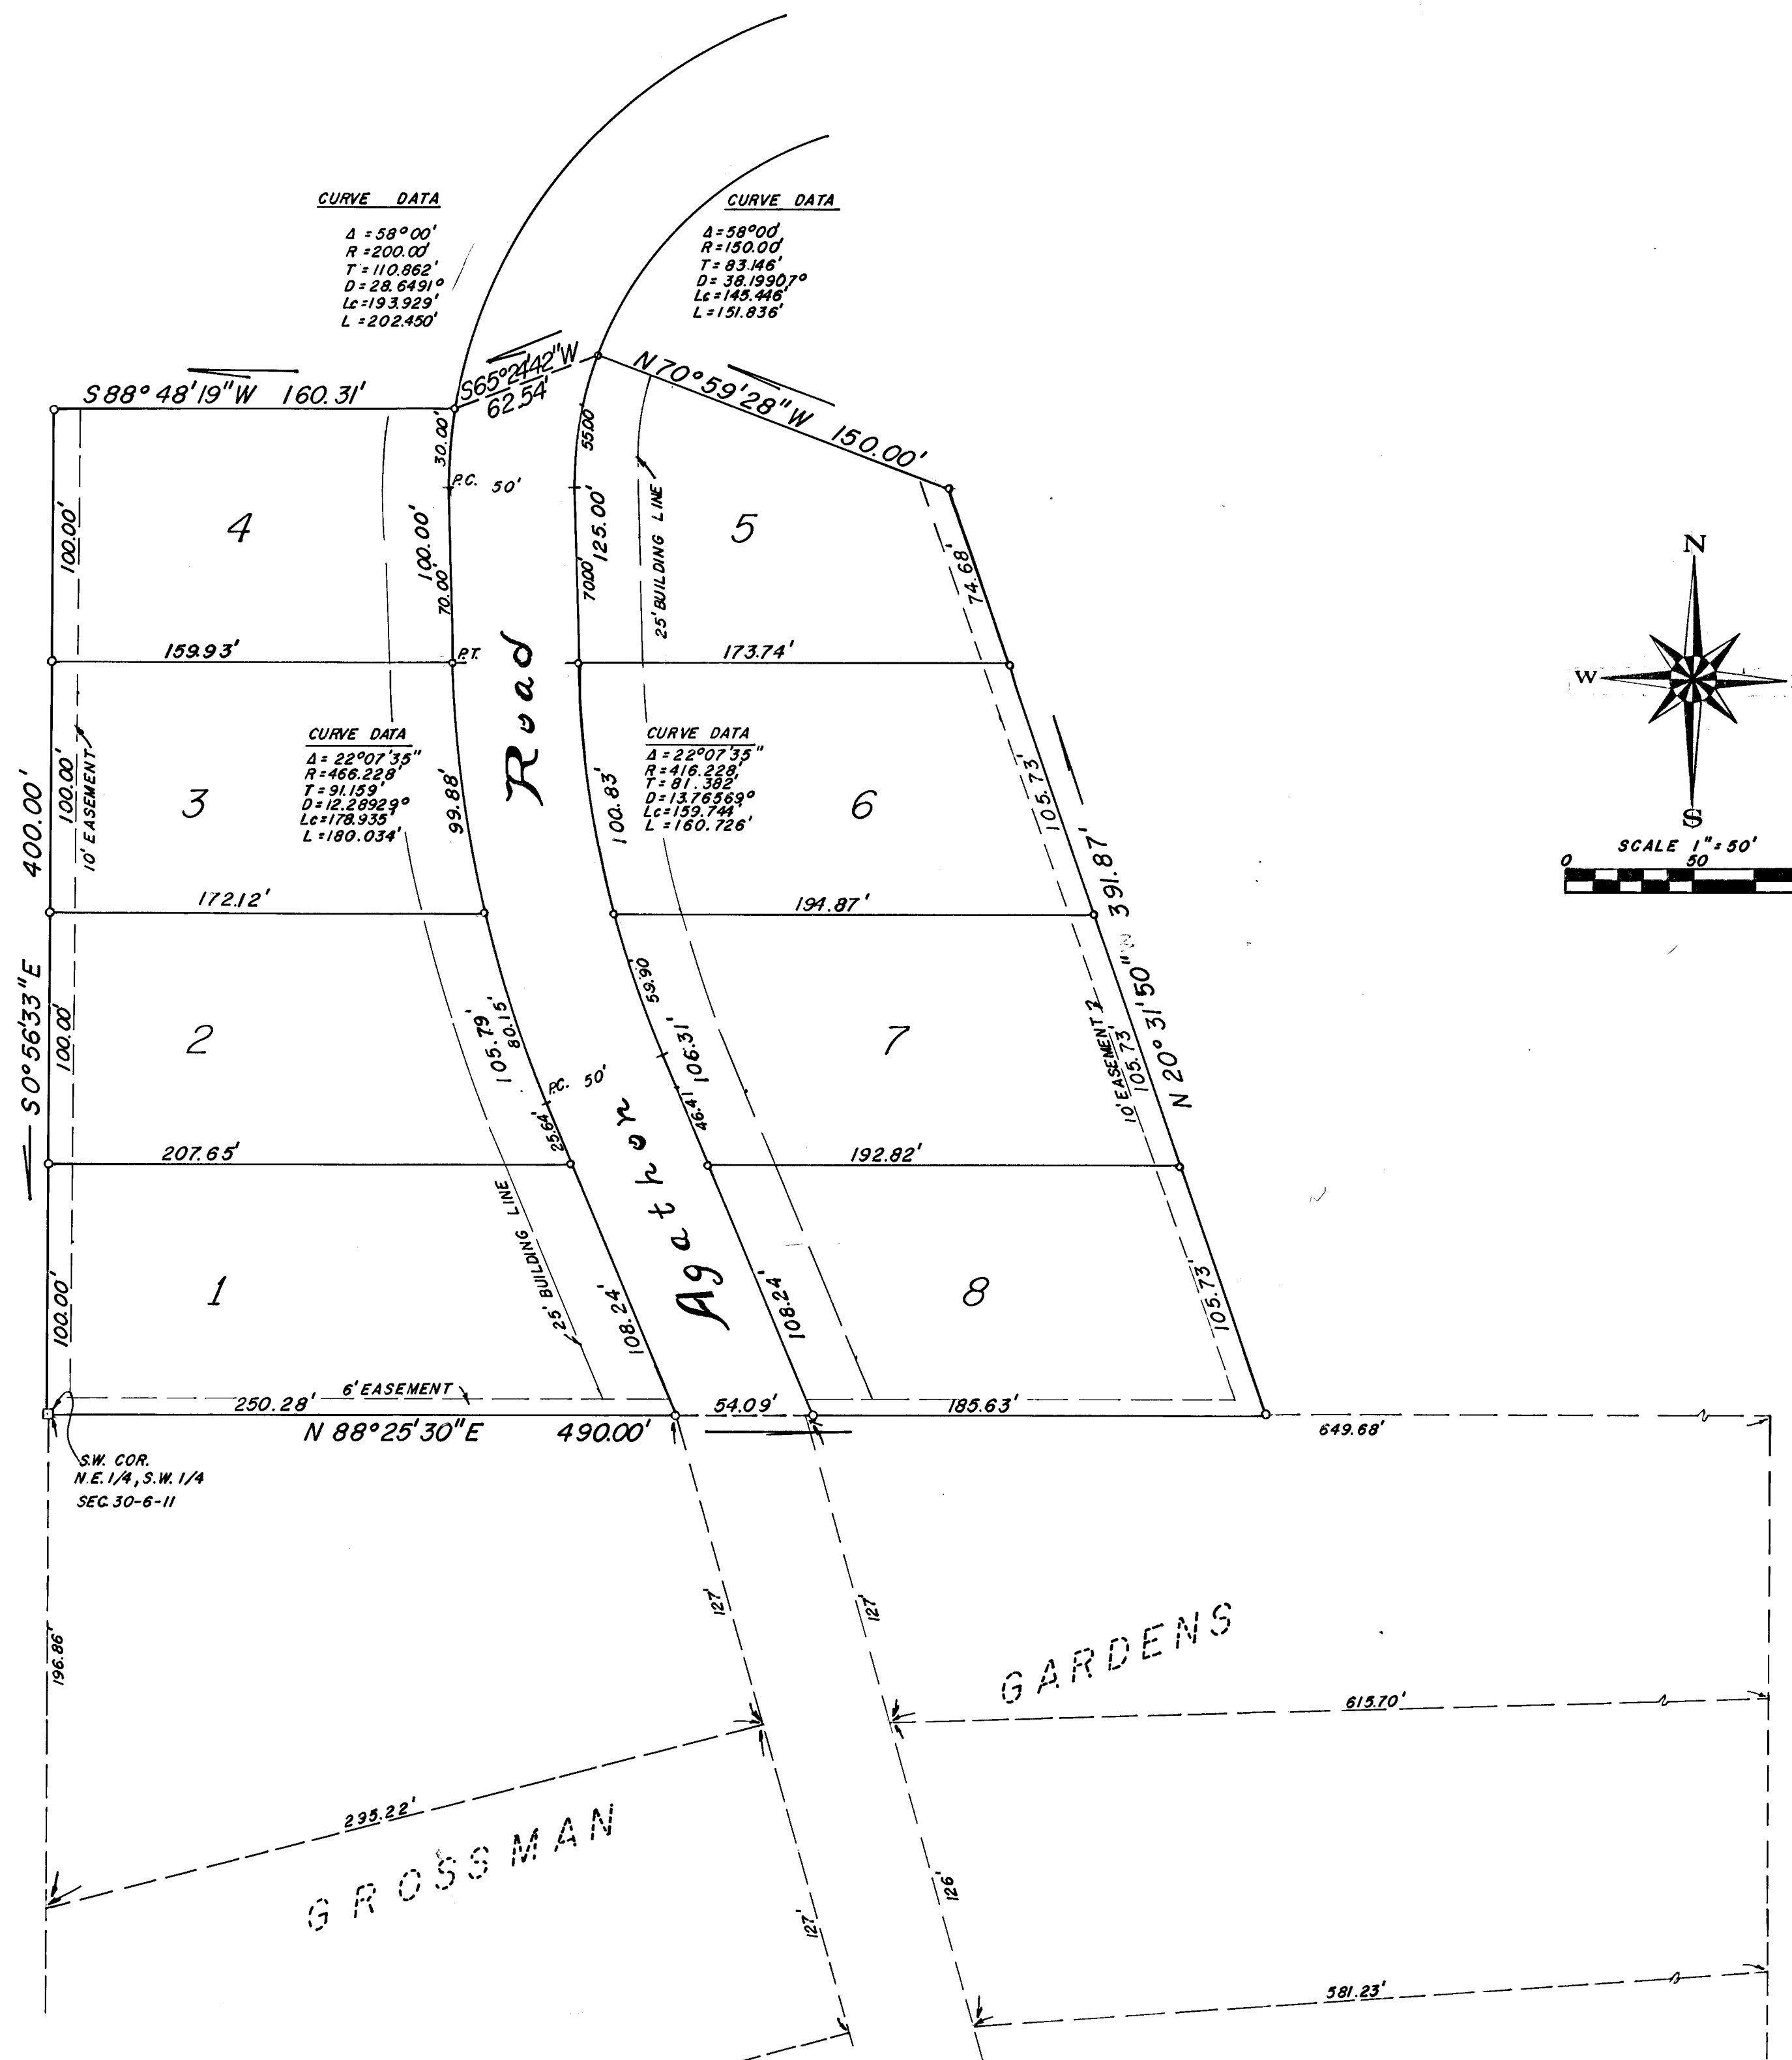 CURVE DATA
Δ = 58°00'
R = 200.00'
T = 110.862'
D = 28.6491°
Lc = 193.929'
L = 202.450'
CURVE DATA
Δ = 58°00'
R = 150.00'
T = 83.146'
D = 38.19907°
Lc = 145.446'
L = 151.836'
S 88° 48' 19" W 160.31'
S 65° 24' 42" W
62.54'
N 70° 59' 28" W 150.00'
30.00'
55.00'
P.C. 50'
4
5
100.00'
100.00'
70.00'
125.00'
70.00'
25' BUILDING LINE
74.68'
N
W
S
SCALE 1" = 50'
0 50
159.93'
P.T.
173.74'
Road
CURVE DATA
Δ = 22°07'35"
R = 466.228'
T = 91.159'
D = 12.28929°
Lc = 178.935'
L = 180.034'
CURVE DATA
Δ = 22°07'35"
R = 416.228'
T = 81.382'
D = 13.76569°
Lc = 159.744'
L = 160.726'
400.00'
100.00'
10' EASEMENT
3
99.88'
100.83'
6
105.73'
391.87'
172.12'
194.87'
S 0° 56' 33" E
100.00'
2
105.79'
80.15'
P.C. 50'
25.64'
59.90
106.31'
46.41'
7
10' EASEMENT
105.73'
N 20° 31' 50" W
207.65'
192.82'
Agathon
100.00'
1
25' BUILDING LINE
108.24'
108.24'
8
105.73'
6' EASEMENT
250.28'
54.09'
185.63'
N 88° 25' 30" E 490.00'
649.68'
S.W. COR.
N.E. 1/4, S.W. 1/4
SEC. 30-6-11
196.86'
127'
127'
GARDENS
615.70'
295.22'
GROSSMAN
127'
126'
581.23'